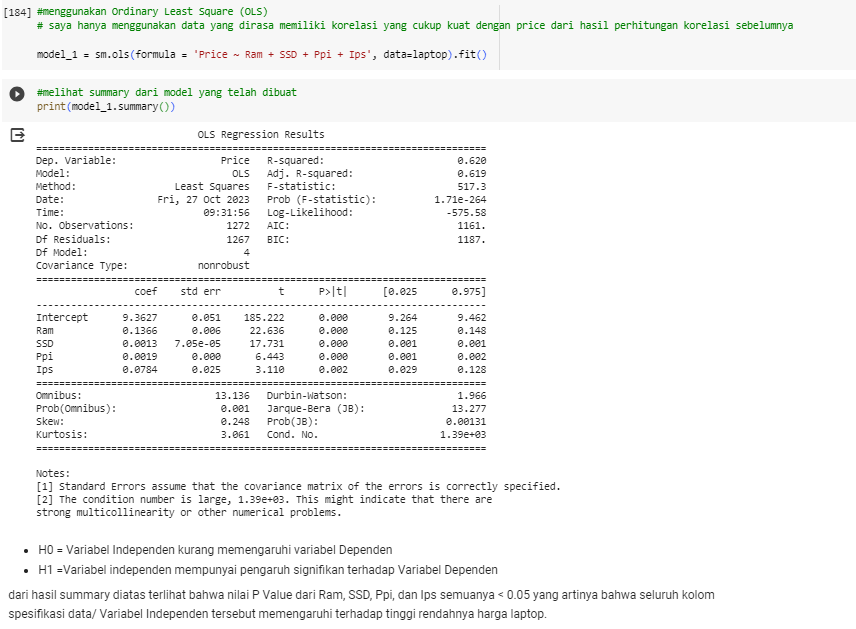 [184] #menggunakan Ordinary Least Square (OLS)
# saya hanya menggunakan data yang dirasa memiliki korelasi yang cukup kuat dengan price dari hasil perhitungan korelasi sebelumnya
model_1 = sm.ols(formula = 'Price ~ Ram + SSD + Ppi + Ips', data=laptop).fit()
#melihat summary dari model yang telah dibuat
print(model_1.summary())
OLS Regression Results
==============================================================================
Dep. Variable: Price R-squared: 0.620
Model: OLS Adj. R-squared: 0.619
Method: Least Squares F-statistic: 517.3
Date: Fri, 27 Oct 2023 Prob (F-statistic): 1.71e-264
Time: 09:31:56 Log-Likelihood: -575.58
No. Observations: 1272 AIC: 1161.
Df Residuals: 1267 BIC: 1187.
Df Model: 4
Covariance Type: nonrobust
==============================================================================
coef std err t P>|t| [0.025 0.975]
------------------------------------------------------------------------------
Intercept 9.3627 0.051 185.222 0.000 9.264 9.462
Ram 0.1366 0.006 22.636 0.000 0.125 0.148
SSD 0.0013 7.05e-05 17.731 0.000 0.001 0.001
Ppi 0.0019 0.000 6.443 0.000 0.001 0.002
Ips 0.0784 0.025 3.110 0.002 0.029 0.128
==============================================================================
Omnibus: 13.136 Durbin-Watson: 1.966
Prob(Omnibus): 0.001 Jarque-Bera (JB): 13.277
Skew: 0.248 Prob(JB): 0.00131
Kurtosis: 3.061 Cond. No. 1.39e+03
==============================================================================
Notes:
[1] Standard Errors assume that the covariance matrix of the errors is correctly specified.
[2] The condition number is large, 1.39e+03. This might indicate that there are
strong multicollinearity or other numerical problems.
• H0 = Variabel Independen kurang memengaruhi variabel Dependen
• H1 =Variabel independen mempunyai pengaruh signifikan terhadap Variabel Dependen
dari hasil summary diatas terlihat bahwa nilai P Value dari Ram, SSD, Ppi, dan Ips semuanya < 0.05 yang artinya bahwa seluruh kolom
spesifikasi data/ Variabel Independen tersebut memengaruhi terhadap tinggi rendahnya harga laptop.